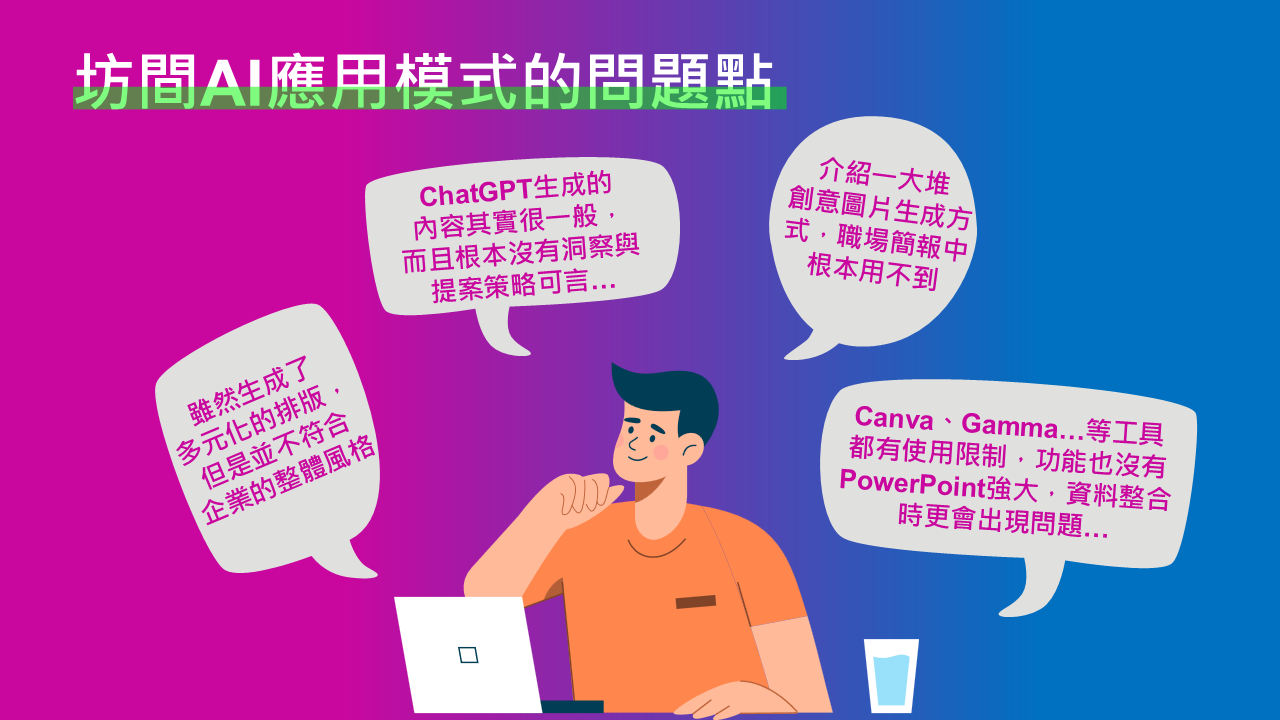 坊間AI應用模式的問題點
ChatGPT生成的
內容其實很一般，
而且根本沒有洞察與
提案策略可言...
介紹一大堆
創意圖片生成方
式，職場簡報中
根本用不到
雖然生成了
多元化的排版，
但是並不符合
企業的整體風格
Canva、Gamma...等工具
都有使用限制，功能也沒有
PowerPoint強大，資料整合
時更會出現問題...